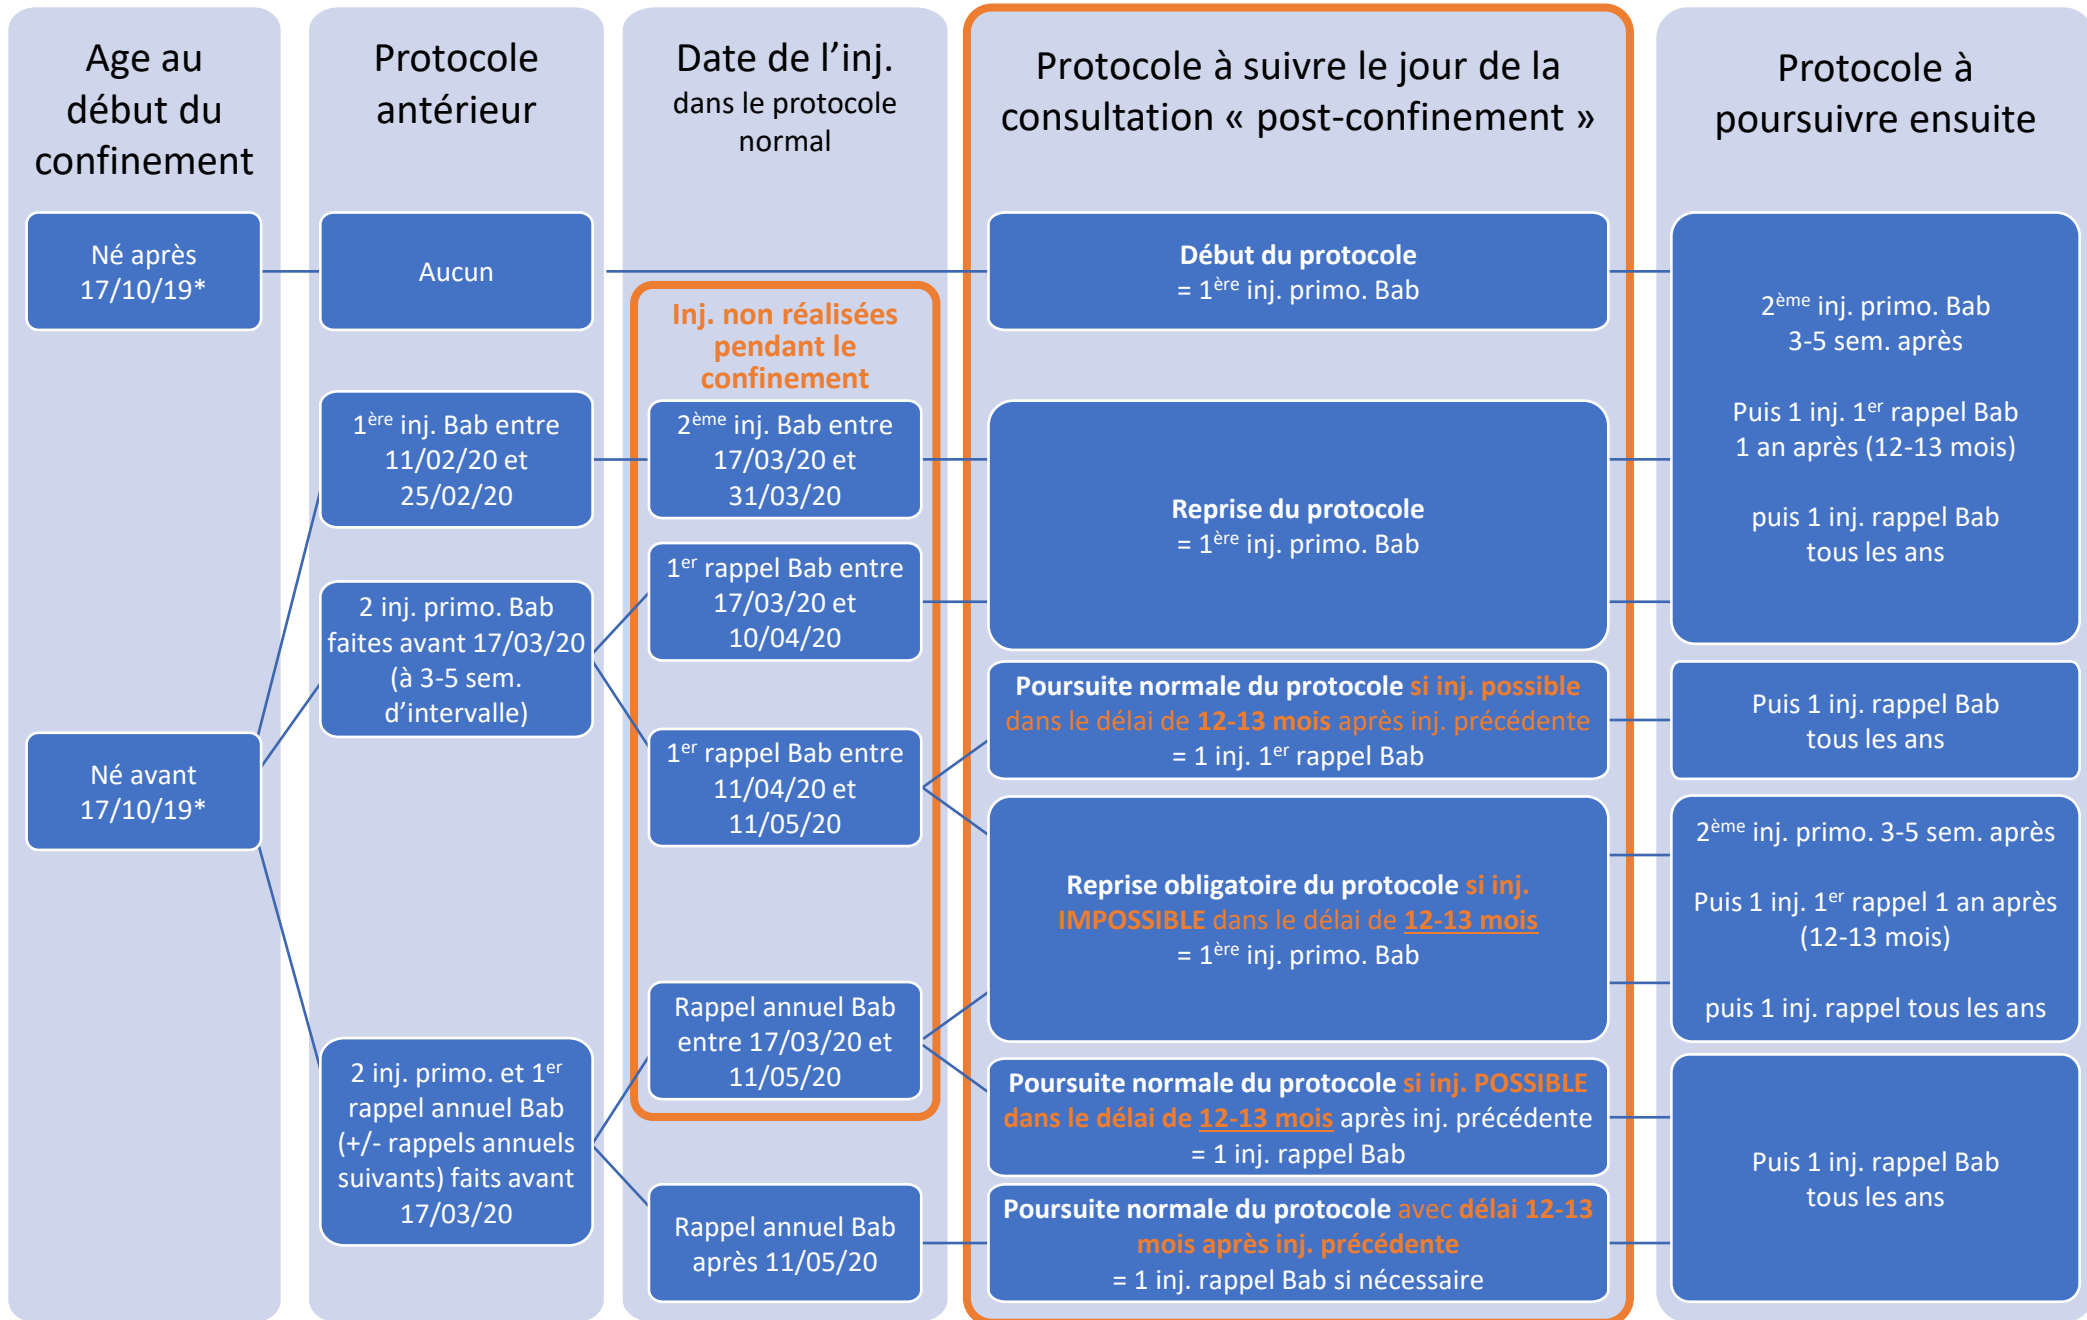 Age au
début du
confinement
Né après
17/10/19*
Né avant
17/10/19*
Protocole
antérieur
Aucun
1ère inj. Bab entre
11/02/20 et
25/02/20
2 inj. primo. Bab
faites avant 17/03/20
(à 3-5 sem.
d’intervalle)
2 inj. primo. et 1er
rappel annuel Bab
(+/- rappels annuels
suivants) faits avant
17/03/20
Date de l’inj.
dans le protocole
normal
Inj. non réalisées
pendant le
confinement
2ème inj. Bab entre
17/03/20 et
31/03/20
1er rappel Bab entre
17/03/20 et
10/04/20
1er rappel Bab entre
11/04/20 et
11/05/20
Rappel annuel Bab
entre 17/03/20 et
11/05/20
Rappel annuel Bab
après 11/05/20
Protocole à suivre le jour de la
consultation « post-confinement »
Début du protocole
= 1ère inj. primo. Bab
Reprise du protocole
= 1ère inj. primo. Bab
Poursuite normale du protocole si inj. possible
dans le délai de 12-13 mois après inj. précédente
= 1 inj. 1er rappel Bab
Reprise obligatoire du protocole si inj.
IMPOSSIBLE dans le délai de 12-13 mois
= 1ère inj. primo. Bab
Poursuite normale du protocole si inj. POSSIBLE
dans le délai de 12-13 mois après inj. précédente
= 1 inj. rappel Bab
Poursuite normale du protocole avec délai 12-13
mois après inj. précédente
= 1 inj. rappel Bab si nécessaire
Protocole à
poursuivre ensuite
2ème inj. primo. Bab
3-5 sem. après
Puis 1 inj. 1er rappel Bab
1 an après (12-13 mois)
puis 1 inj. rappel Bab
tous les ans
Puis 1 inj. rappel Bab
tous les ans
2ème inj. primo. 3-5 sem. après
Puis 1 inj. 1er rappel 1 an après
(12-13 mois)
puis 1 inj. rappel tous les ans
Puis 1 inj. rappel Bab
tous les ans